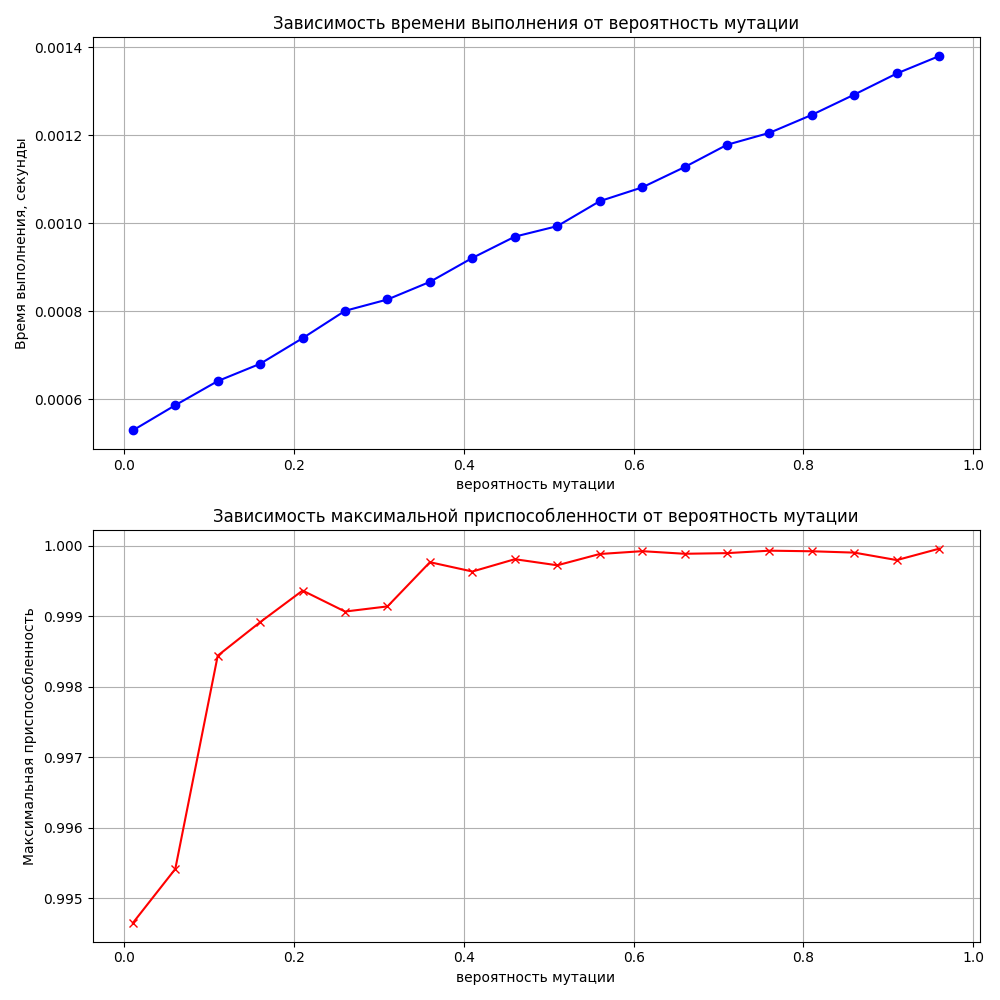 Зависимость времени выполнения от вероятность мутации
Время выполнения, секунды
0.0014
0.0012
0.0010
0.0008
0.0006
0.0 0.2 0.4 0.6 0.8 1.0
вероятность мутации
Зависимость максимальной приспособленности от вероятность мутации
Максимальная приспособленность
1.000
0.999
0.998
0.997
0.996
0.995
0.0 0.2 0.4 0.6 0.8 1.0
вероятность мутации